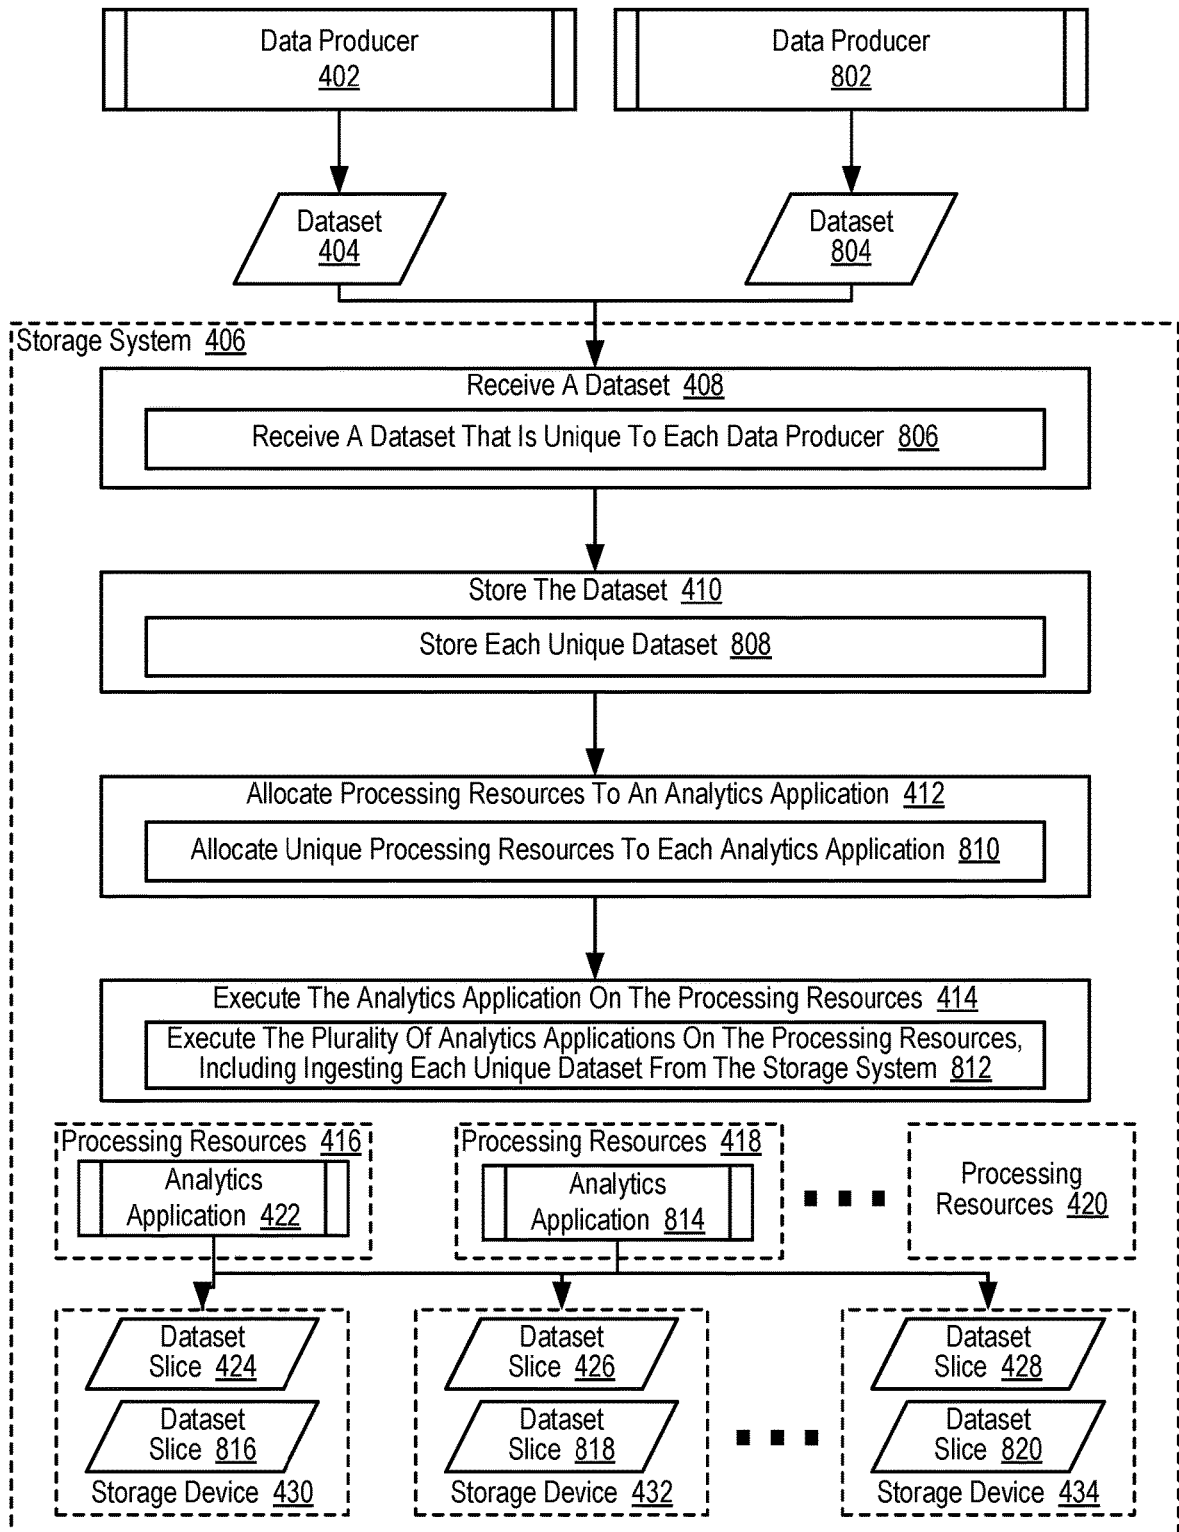 Data Producer
402
Data Producer
802
Dataset
404
Dataset
804
Storage System 406
Receive A Dataset 408
Receive A Dataset That Is Unique To Each Data Producer 806
Store The Dataset 410
Store Each Unique Dataset 808
Allocate Processing Resources To An Analytics Application 412
Allocate Unique Processing Resources To Each Analytics Application 810
Execute The Analytics Application On The Processing Resources 414
Execute The Plurality Of Analytics Applications On The Processing Resources,
Including Ingesting Each Unique Dataset From The Storage System 812
Processing Resources 416
Analytics
Application 422
Processing Resources 418
Analytics
Application 814
Processing
Resources 420
Dataset
Slice 424
Dataset
Slice 816
Storage Device 430
Dataset
Slice 426
Dataset
Slice 818
Storage Device 432
Dataset
Slice 428
Dataset
Slice 820
Storage Device 434